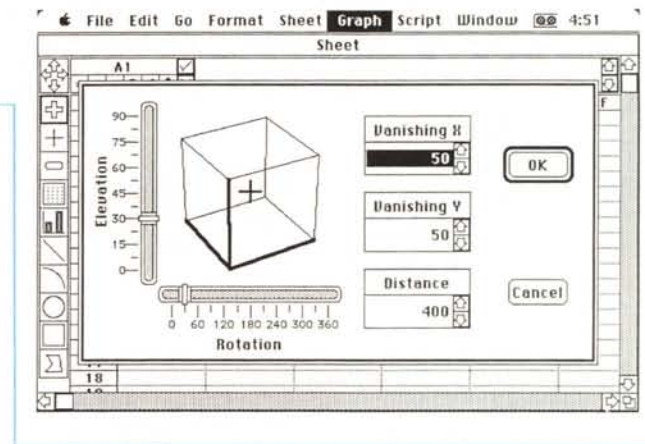 File Edit Go Format Sheet Graph Script Window 4:51
Sheet
A1
F
90
75
60
45
30
15
0
Elevation
0 60 120 180 240 300 360
Rotation
Vanishing X
50
Vanishing Y
50
Distance
400
OK
Cancel
18